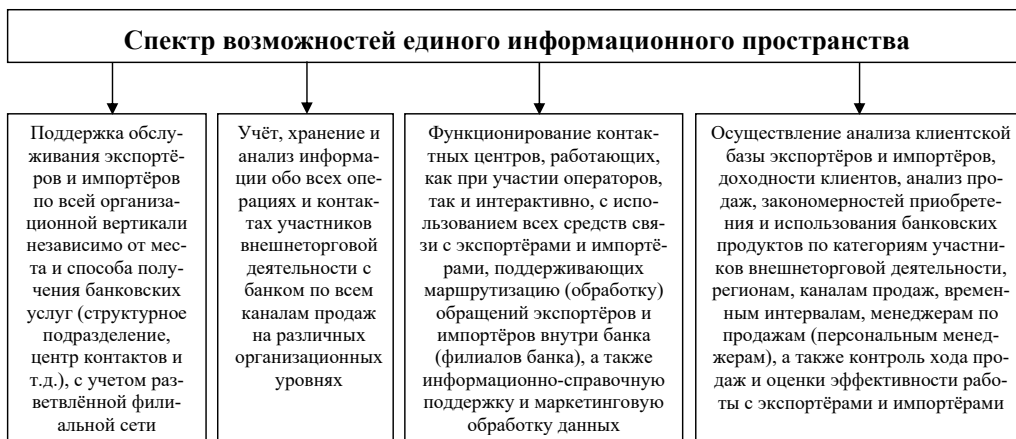 Спектр возможностей единого информационного пространства
Поддержка обслу-
живания экспортё-
ров и импортёров
по всей организа-
ционной вертикали
независимо от мес-
та и способа полу-
чения банковских
услуг (структурное
подразделение,
центр контактов и
т.д.), с учетом раз-
ветвлённой фили-
альной сети
Учёт, хранение и
анализ информа-
ции обо всех опе-
рациях и контак-
тах участников
внешнеторговой
деятельности с
банком по всем
каналам продаж
на различных
организационных
уровнях
Функционирование контак-
тных центров, работающих,
как при участии операторов,
так и интерактивно, с исполь-
зованием всех средств свя-
зи с экспортёрами и импортё-
рами, поддерживающих
маршрутизацию (обработку)
обращений экспортёров и
импортёров внутри банка
(филиалов банка), а также
информационно-справочную
поддержку и маркетинговую
обработку данных
Осуществление анализа клиентской
базы экспортёров и импортёров,
доходности клиентов, анализ про-
даж, закономерностей приобрете-
ния и использования банковских
продуктов по категориям участни-
ков внешнеторговой деятельности,
регионам, каналам продаж, времен-
ным интервалам, менеджерам по
продажам (персональным менед-
жерам), а также контроль хода про-
даж и оценки эффективности рабо-
ты с экспортёрами и импортёрами